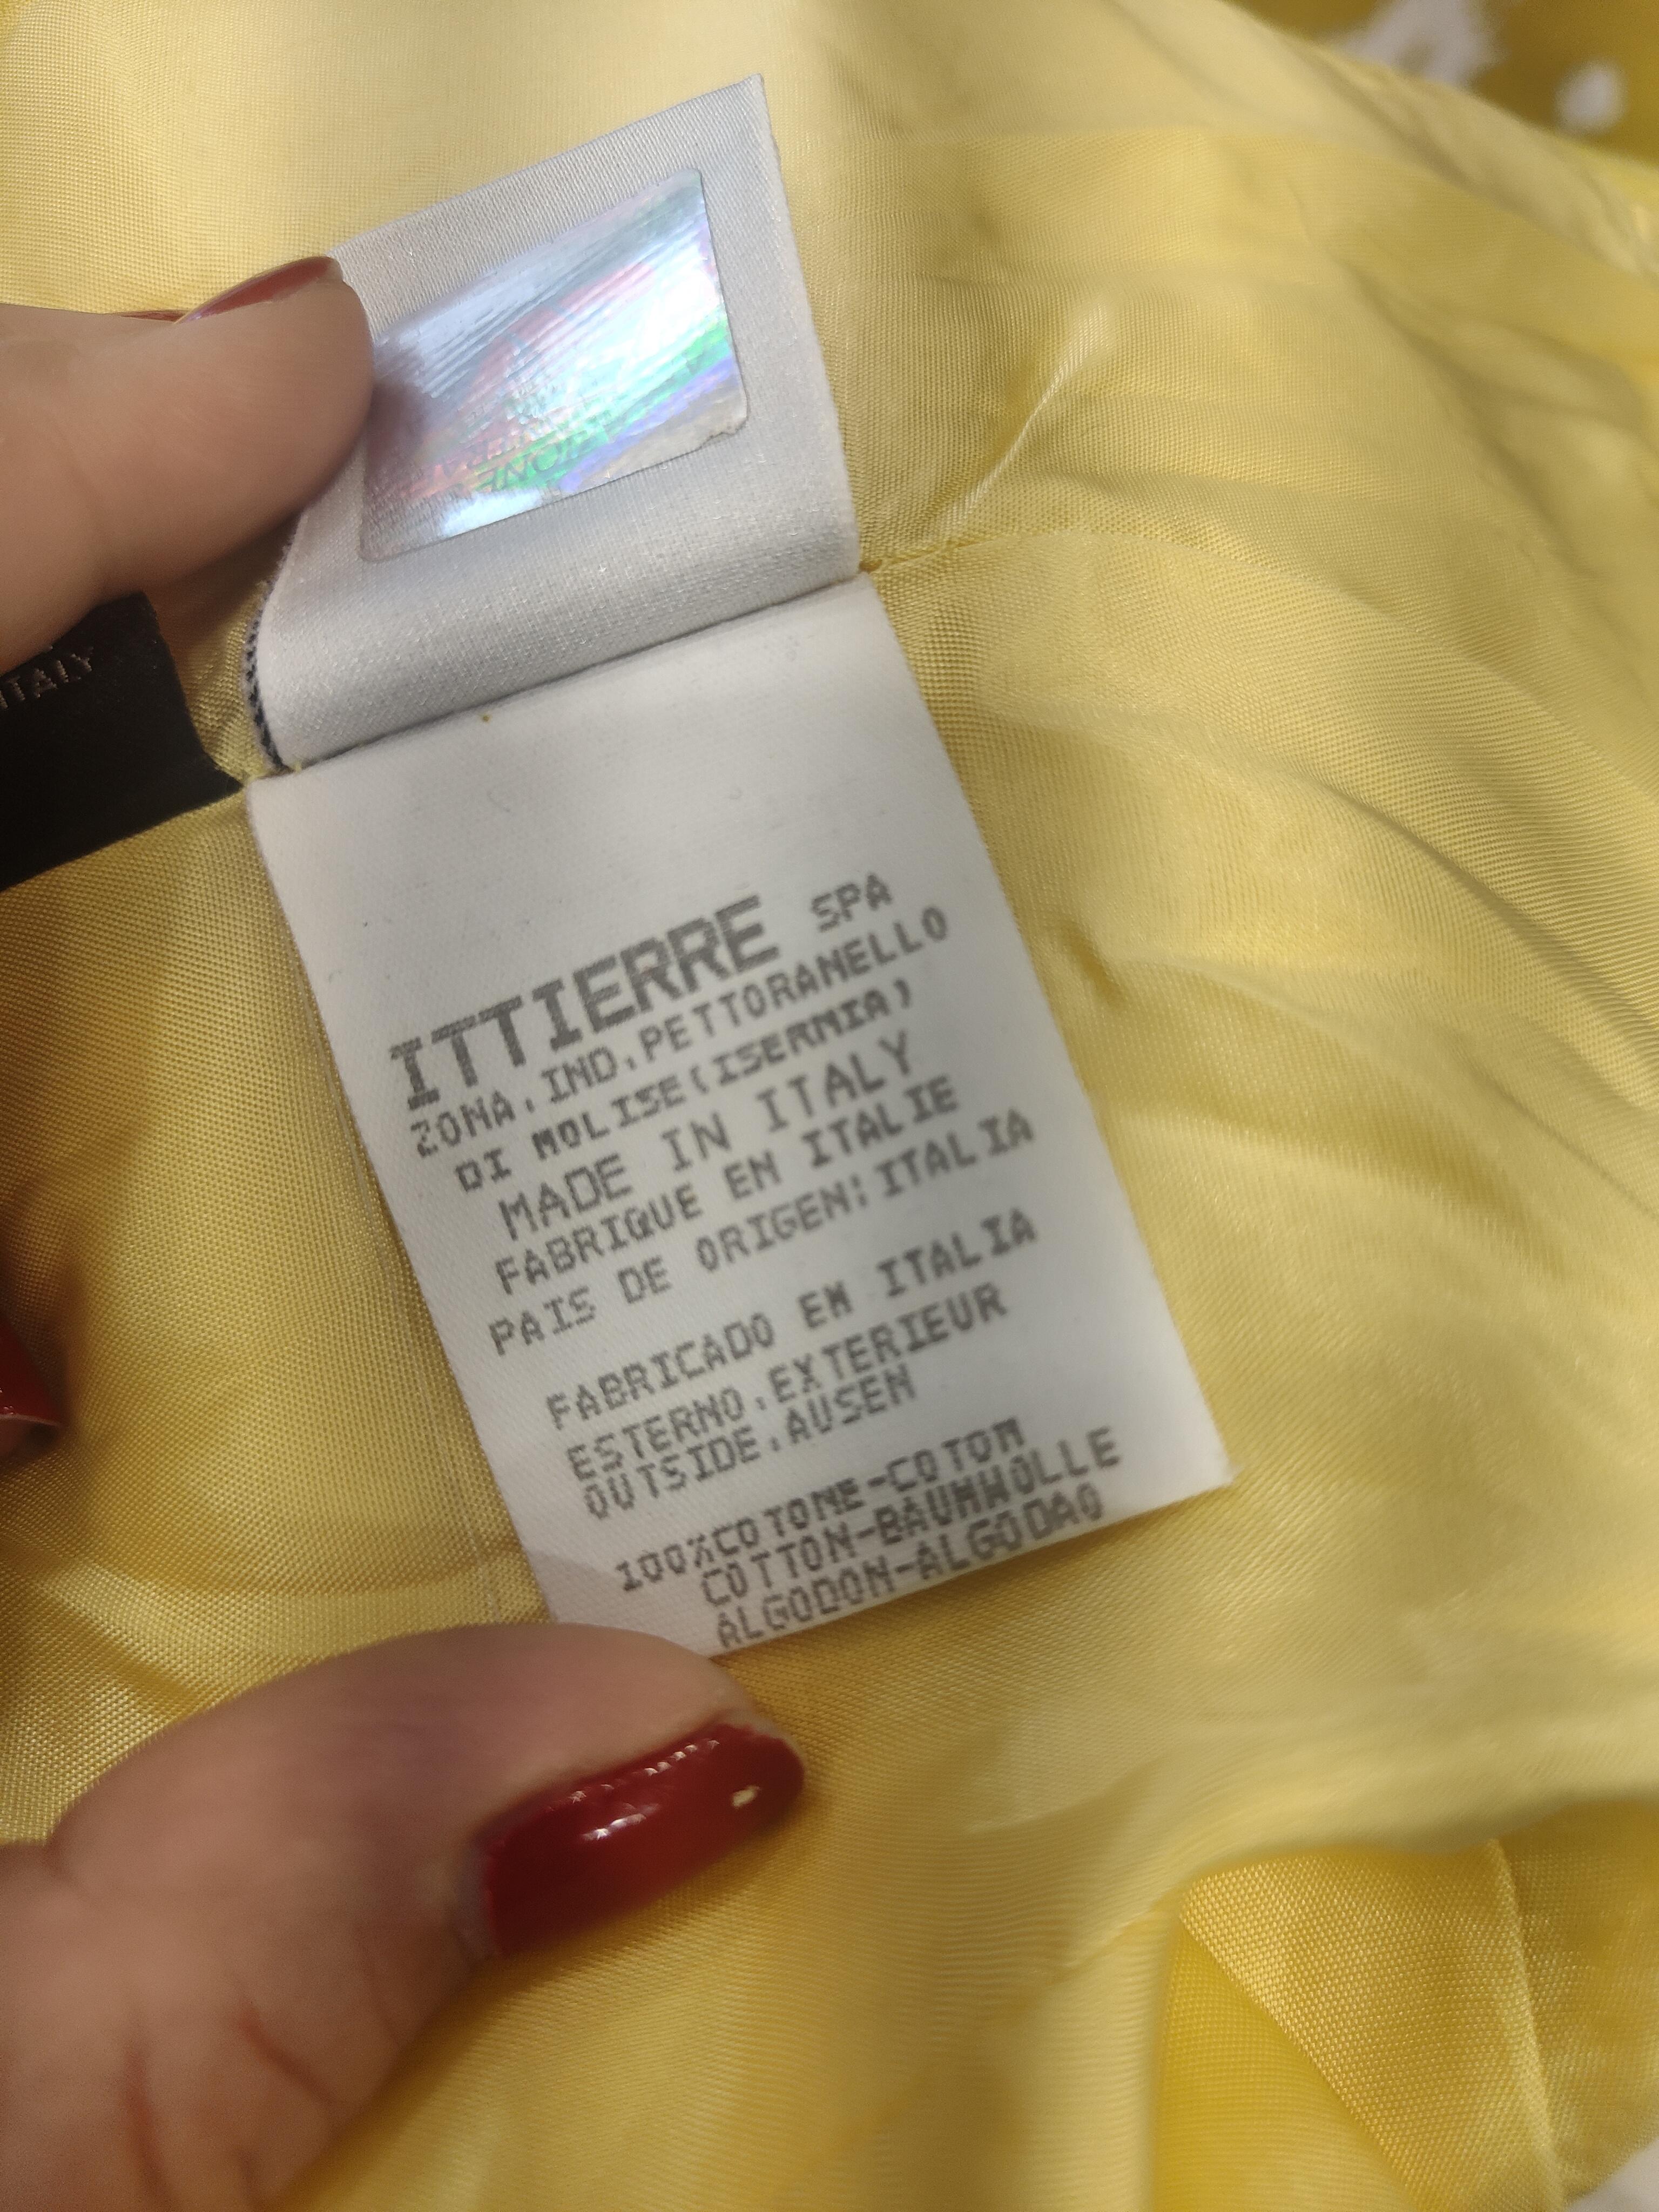 ITALY
ITTIERRE SPA
ZONA.IND.PETTORANELLO
DI MOLISE(ISERNIA)
MADE IN ITALY
FABRIQUE EN ITALIE
PAIS DE ORIGEN:ITALIA
FABRICADO EM ITALIA
ESTERNO.EXTERIEUR
OUTSIDE.AUSEN
100%COTONE-COTON
COTTON-BAUMWOLLE
ALGODON-ALGODAO